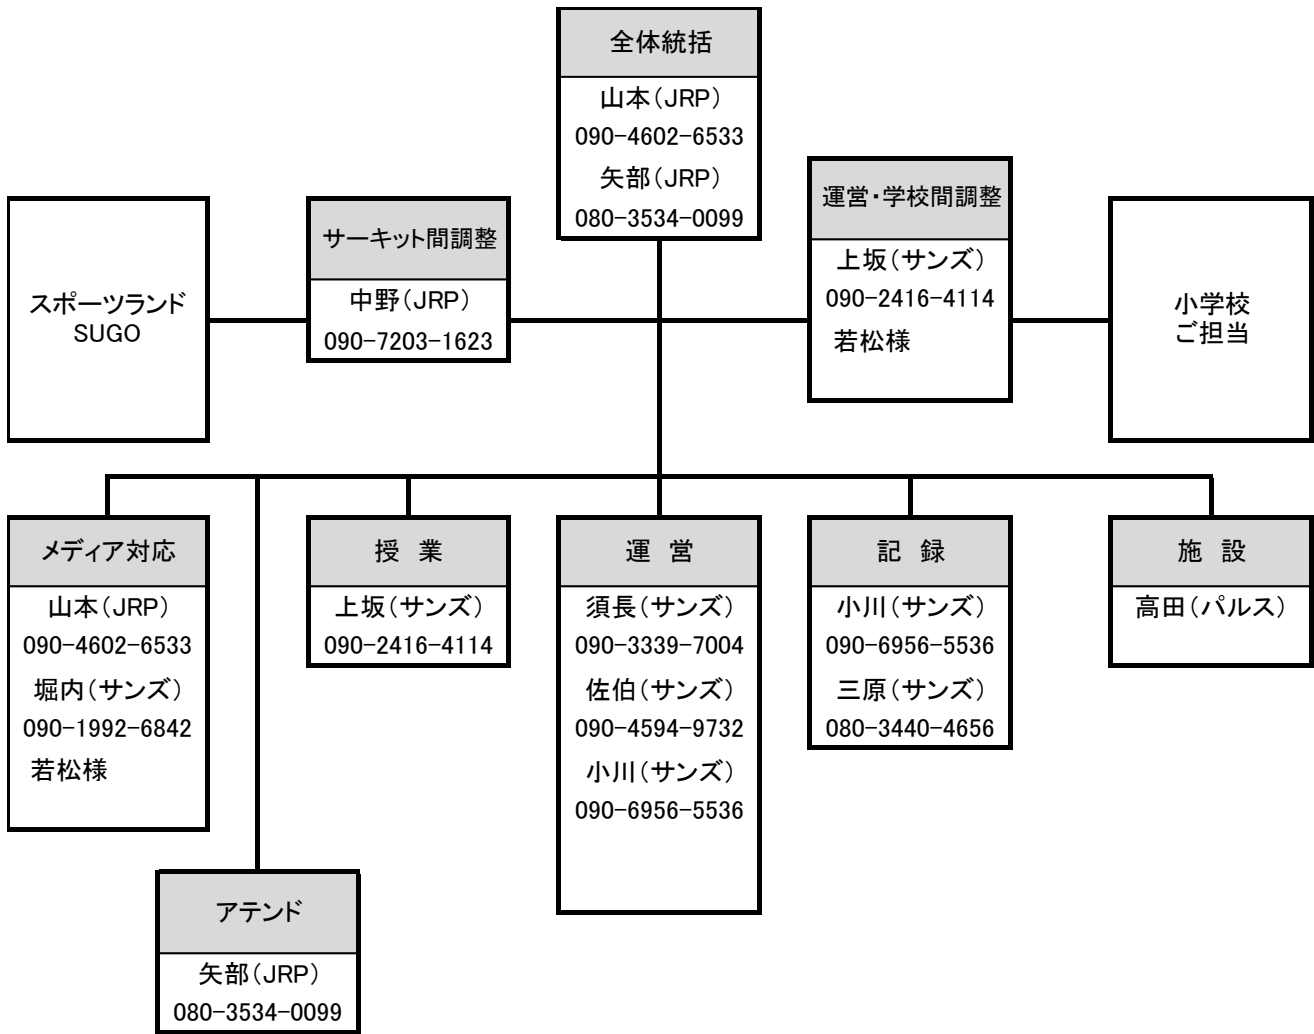 全体統括
山本(JRP)
090-4602-6533
矢部(JRP)
080-3534-0099
スポーツランド
SUGO
サーキット間調整
中野(JRP)
090-7203-1623
運営・学校間調整
上坂(サンズ)
090-2416-4114
若松様
小学校
ご担当
メディア対応
山本(JRP)
090-4602-6533
堀内(サンズ)
090-1992-6842
若松様
授 業
上坂(サンズ)
090-2416-4114
運 営
須長(サンズ)
090-3339-7004
佐伯(サンズ)
090-4594-9732
小川(サンズ)
090-6956-5536
記 録
小川(サンズ)
090-6956-5536
三原(サンズ)
080-3440-4656
施 設
高田(パルス)
アテンド
矢部(JRP)
080-3534-0099